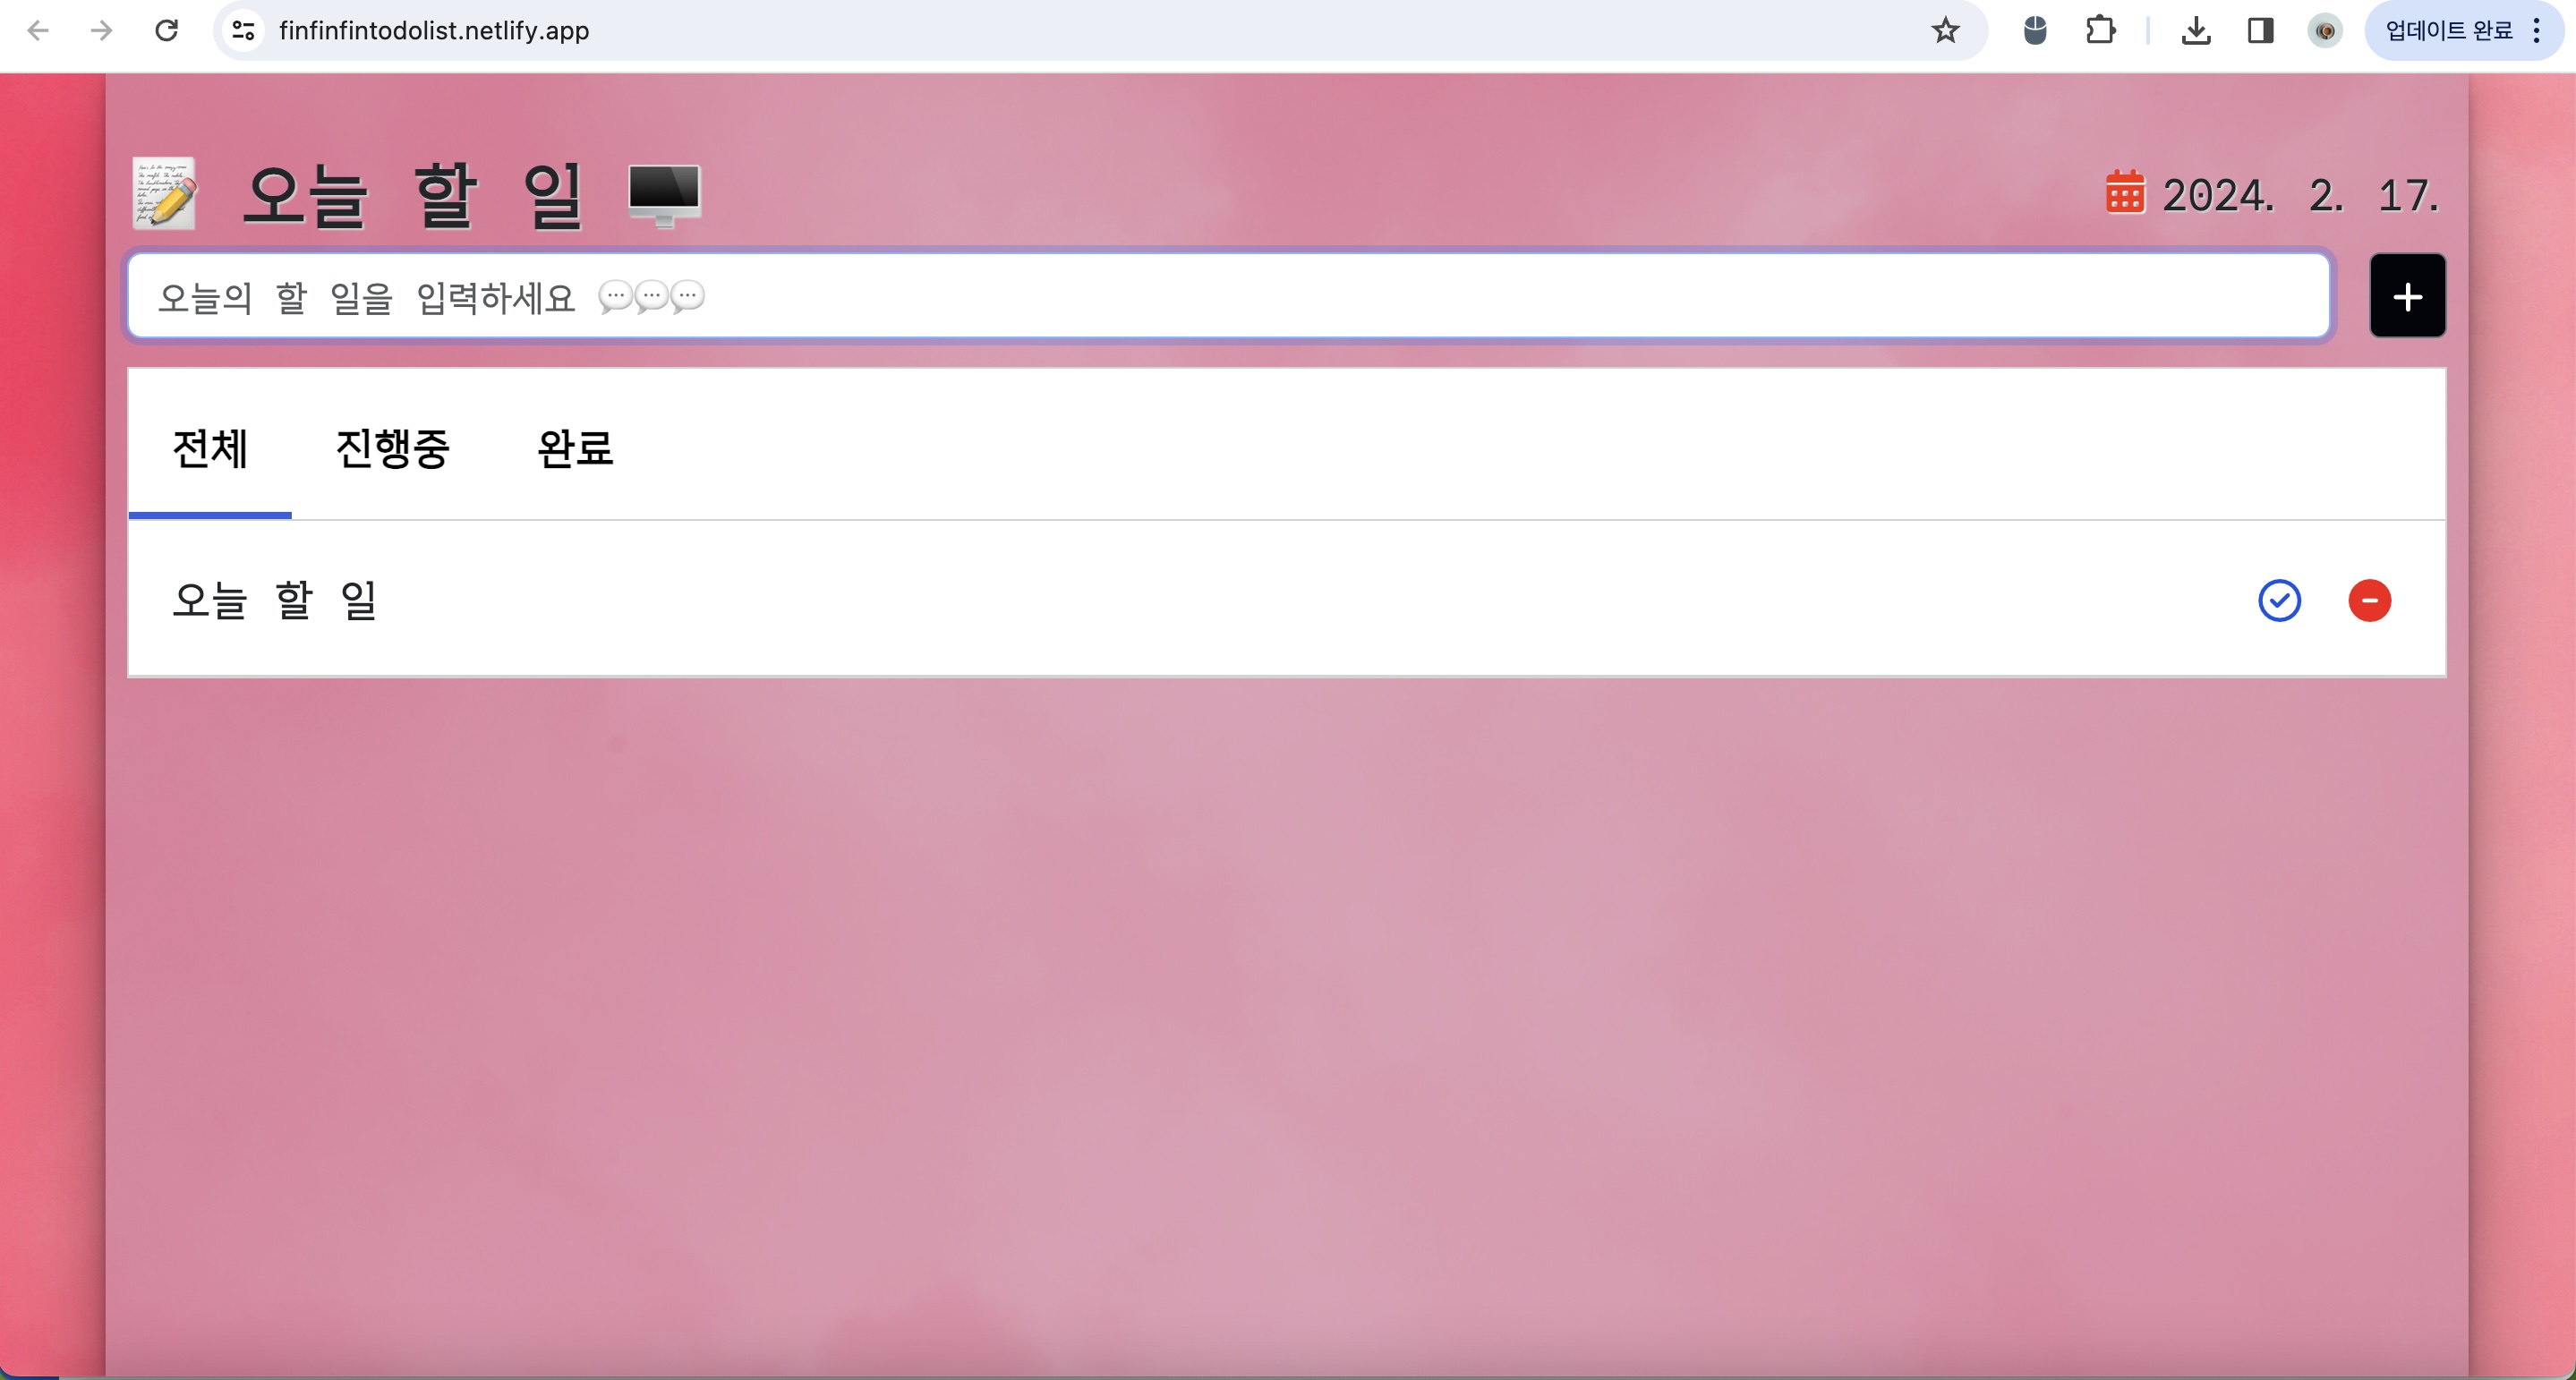 finfinfintodolist.netlify.app
업데이트 완료
📝 오늘 할 일 🖥️
2024. 2. 17.
오늘의 할 일을 입력하세요 💬💬💬
+
전체 진행중 완료
오늘 할 일